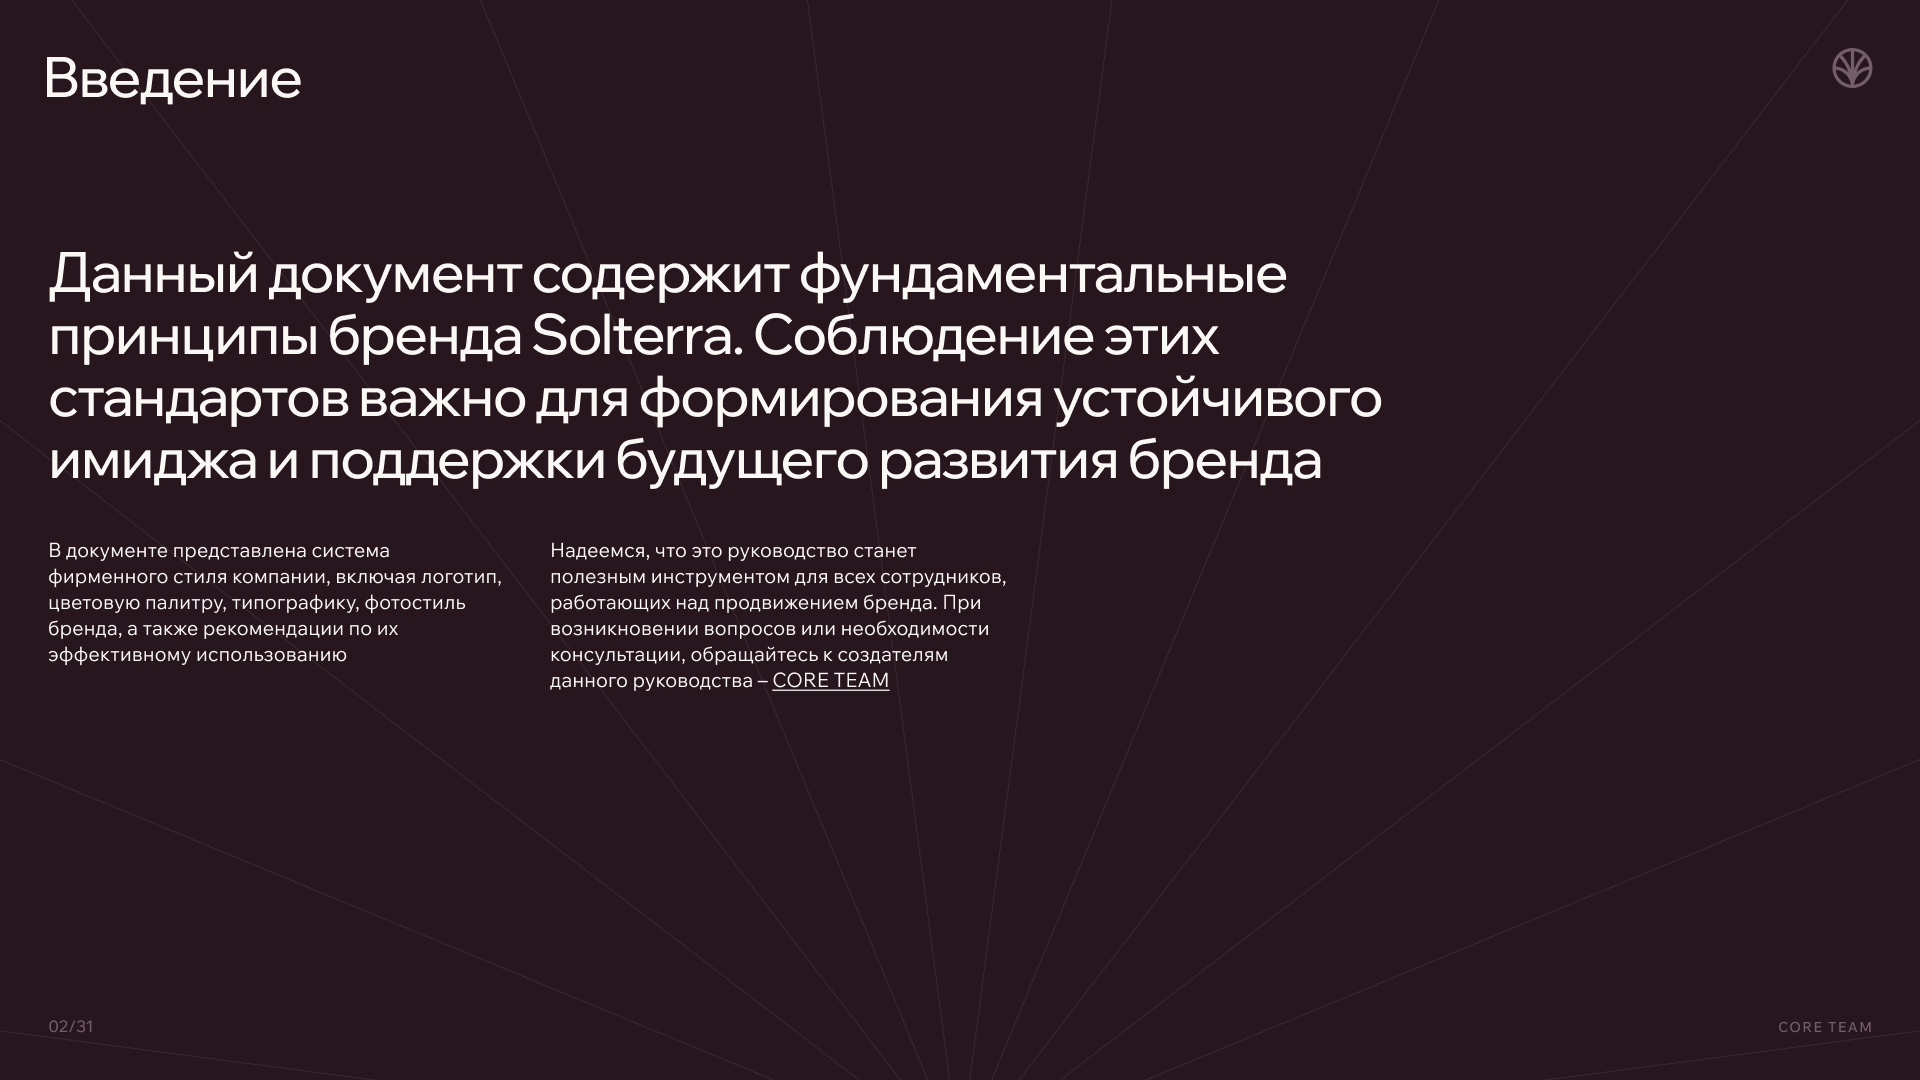 Введение
Данный документ содержит фундаментальные
принципы бренда Solterra. Соблюдение этих
стандартов важно для формирования устойчивого
имиджа и поддержки будущего развития бренда
В документе представлена система
фирменного стиля компании, включая логотип,
цветовую палитру, типографику, фотостиль
бренда, а также рекомендации по их
эффективному использованию
Надеемся, что это руководство станет
полезным инструментом для всех сотрудников,
работающих над продвижением бренда. При
возникновении вопросов или необходимости
консультации, обращайтесь к создателям
данного руководства – CORE TEAM
02/31
CORE TEAM